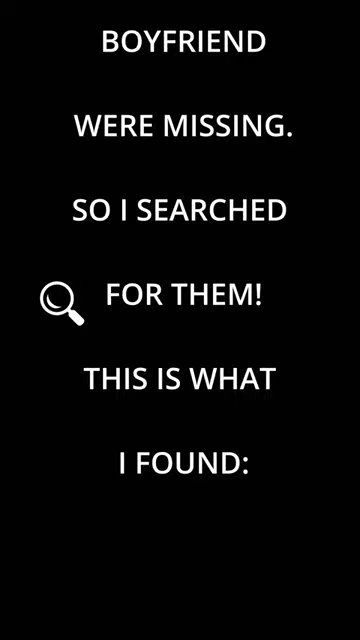 BOYFRIEND
WERE MISSING.
SO I SEARCHED
FOR THEM!
THIS IS WHAT
I FOUND: